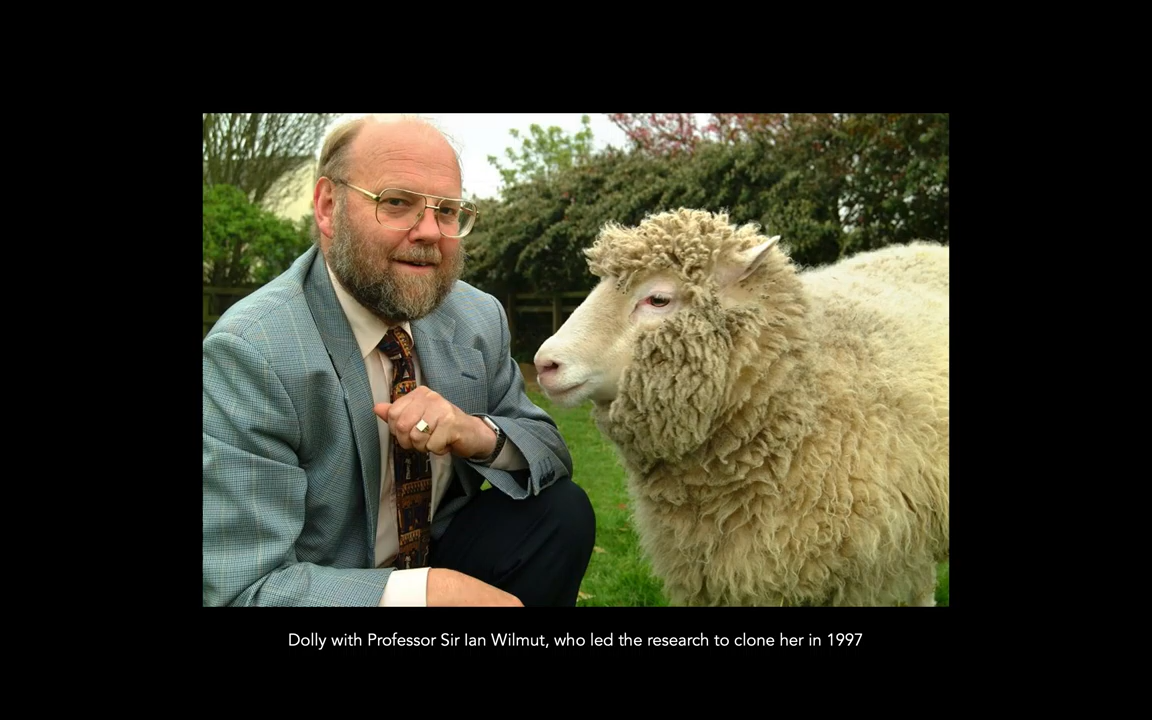 Dolly with Professor Sir Ian Wilmut, who led the research to clone her in 1997